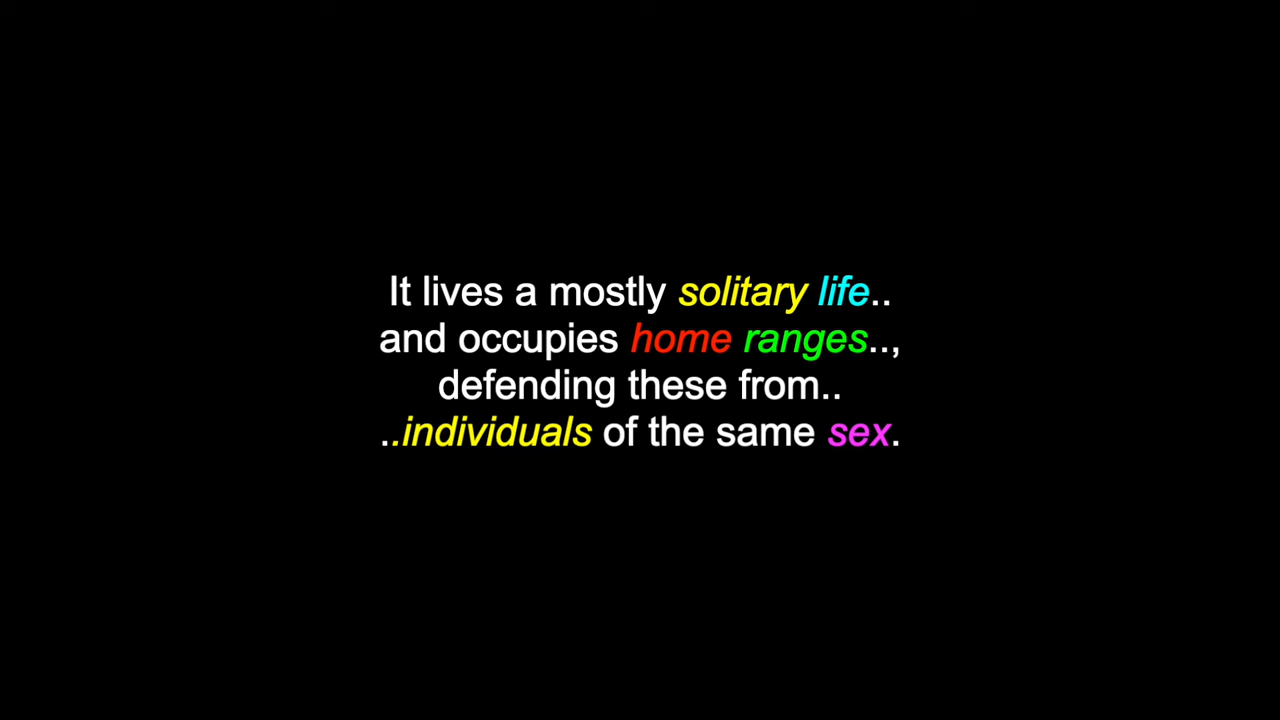 It lives a mostly solitary life..
and occupies home ranges..,
defending these from..
..individuals of the same sex.